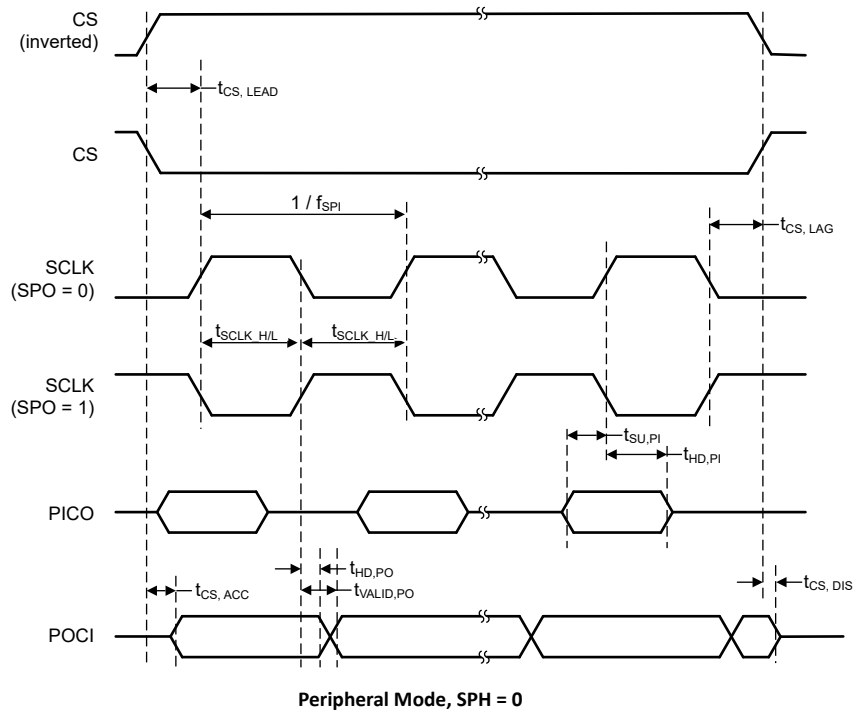 CS
(inverted)
tCS, LEAD
CS
1 / fSPI
tCS, LAG
SCLK
(SPO = 0)
tSCLK_H/L
tSCLK_H/L
SCLK
(SPO = 1)
tSU,PI
tHD,PI
PICO
tHD,PO
tCS, ACC
tVALID,PO
tCS, DIS
POCI
Peripheral Mode, SPH = 0